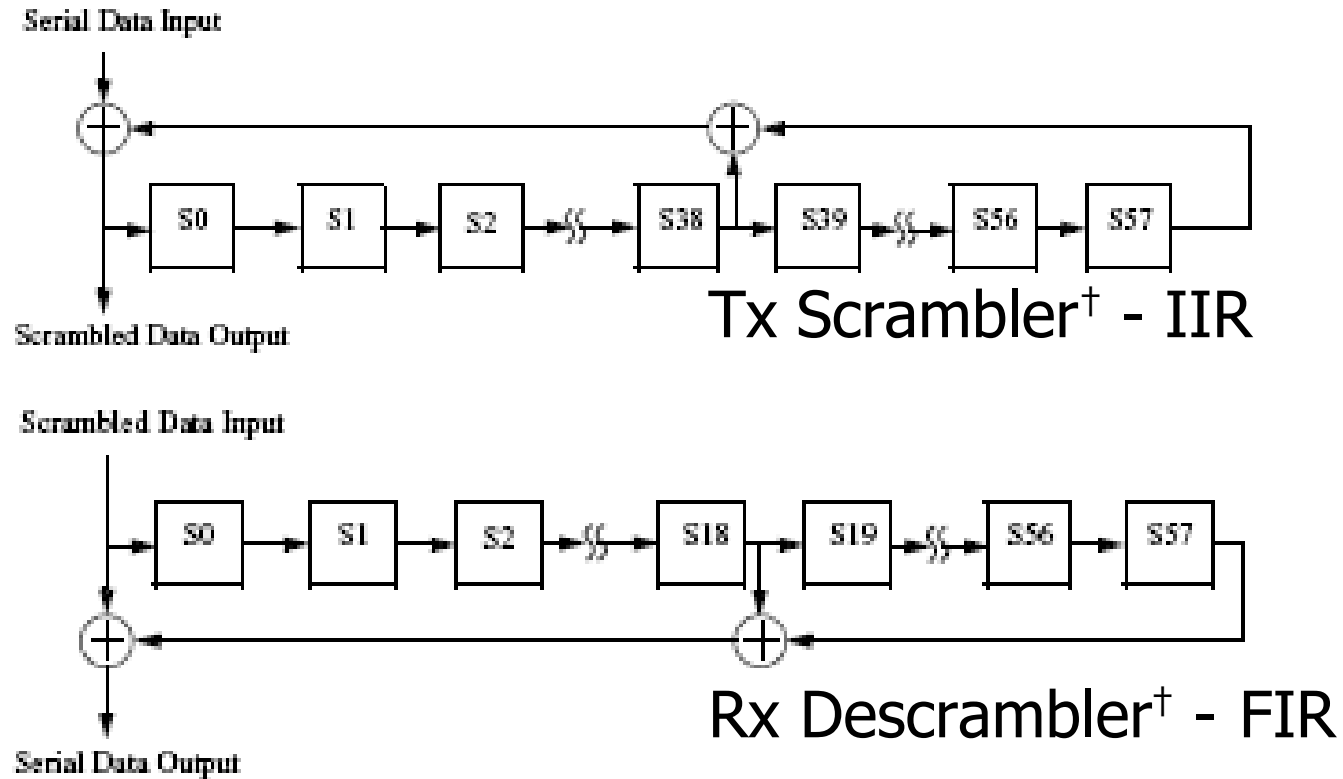 Serial Data Input
S0 S1 S2 S38 S39 S56 S57
Tx Scrambler† - IIR
Scrambled Data Output
Scrambled Data Input
S0 S1 S2 S18 S19 S56 S57
Rx Descrambler† - FIR
Serial Data Output